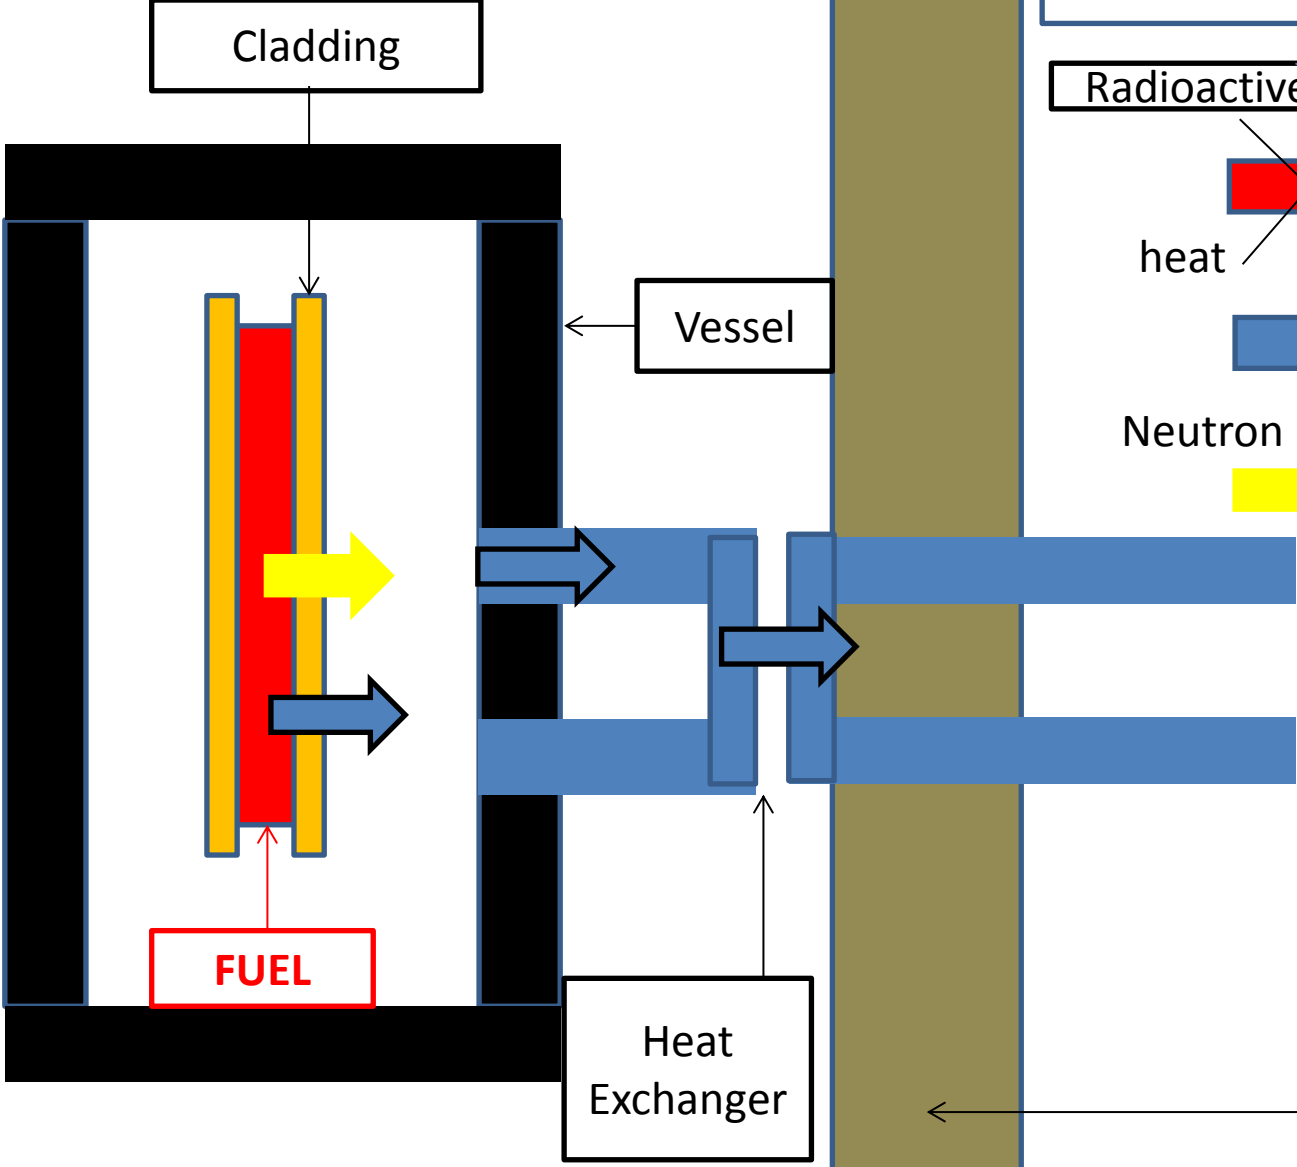 Cladding
Radioactive
heat
Vessel
Neutron
FUEL
Heat
Exchanger